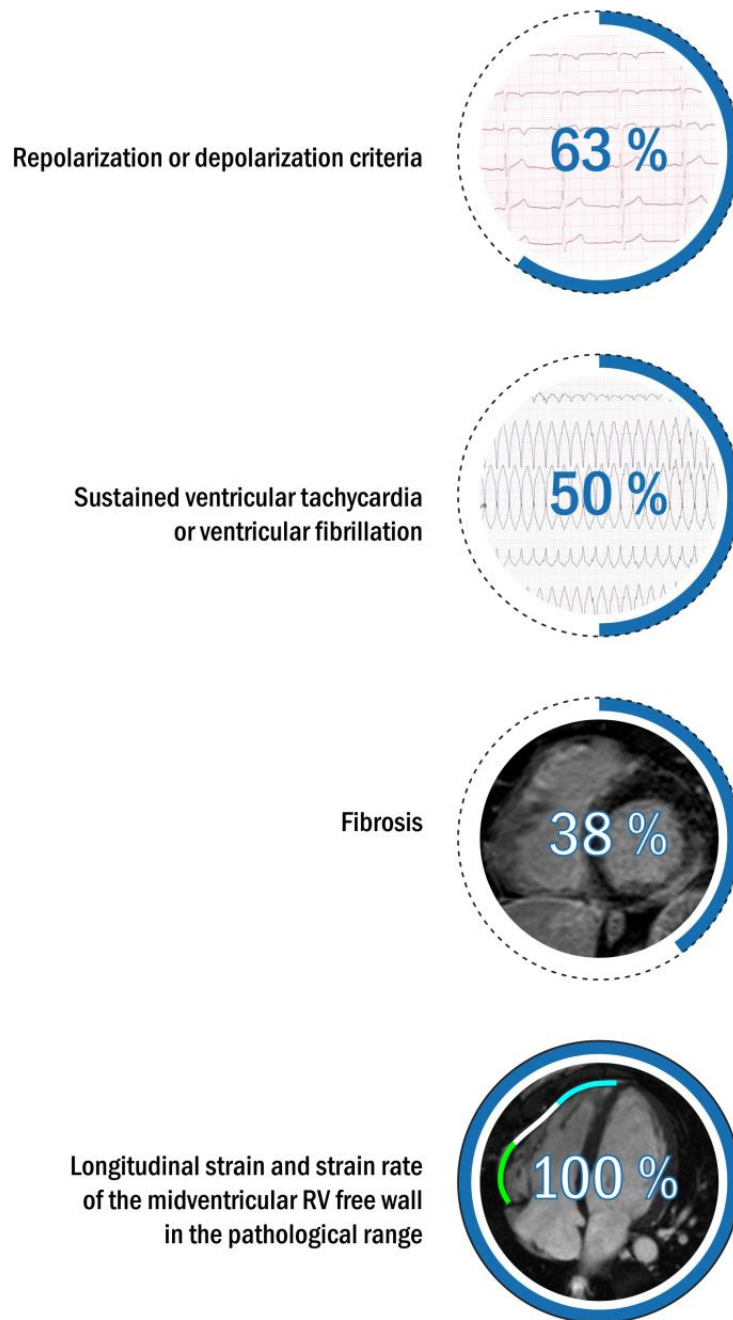 Repolarization or depolarization criteria
63 %
Sustained ventricular tachycardia
or ventricular fibrillation
50 %
Fibrosis
38 %
Longitudinal strain and strain rate
of the midventricular RV free wall
in the pathological range
100 %